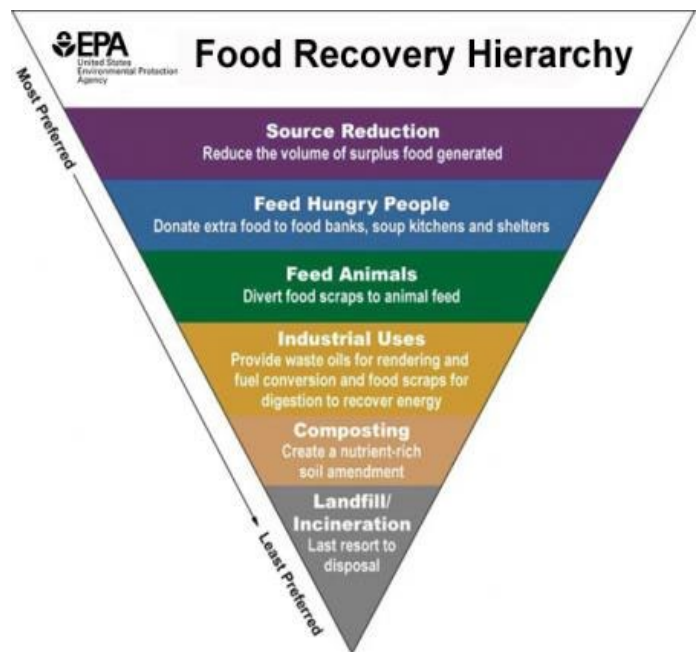 EPA
United States
Environmental Protection
Agency
Food Recovery Hierarchy
Most Preferred
Source Reduction
Reduce the volume of surplus food generated
Feed Hungry People
Donate extra food to food banks, soup kitchens and shelters
Feed Animals
Divert food scraps to animal feed
Industrial Uses
Provide waste oils for rendering and
fuel conversion and food scraps for
digestion to recover energy
Composting
Create a nutrient-rich
soil amendment
Landfill/
Incineration
Last resort to
disposal
Least Preferred